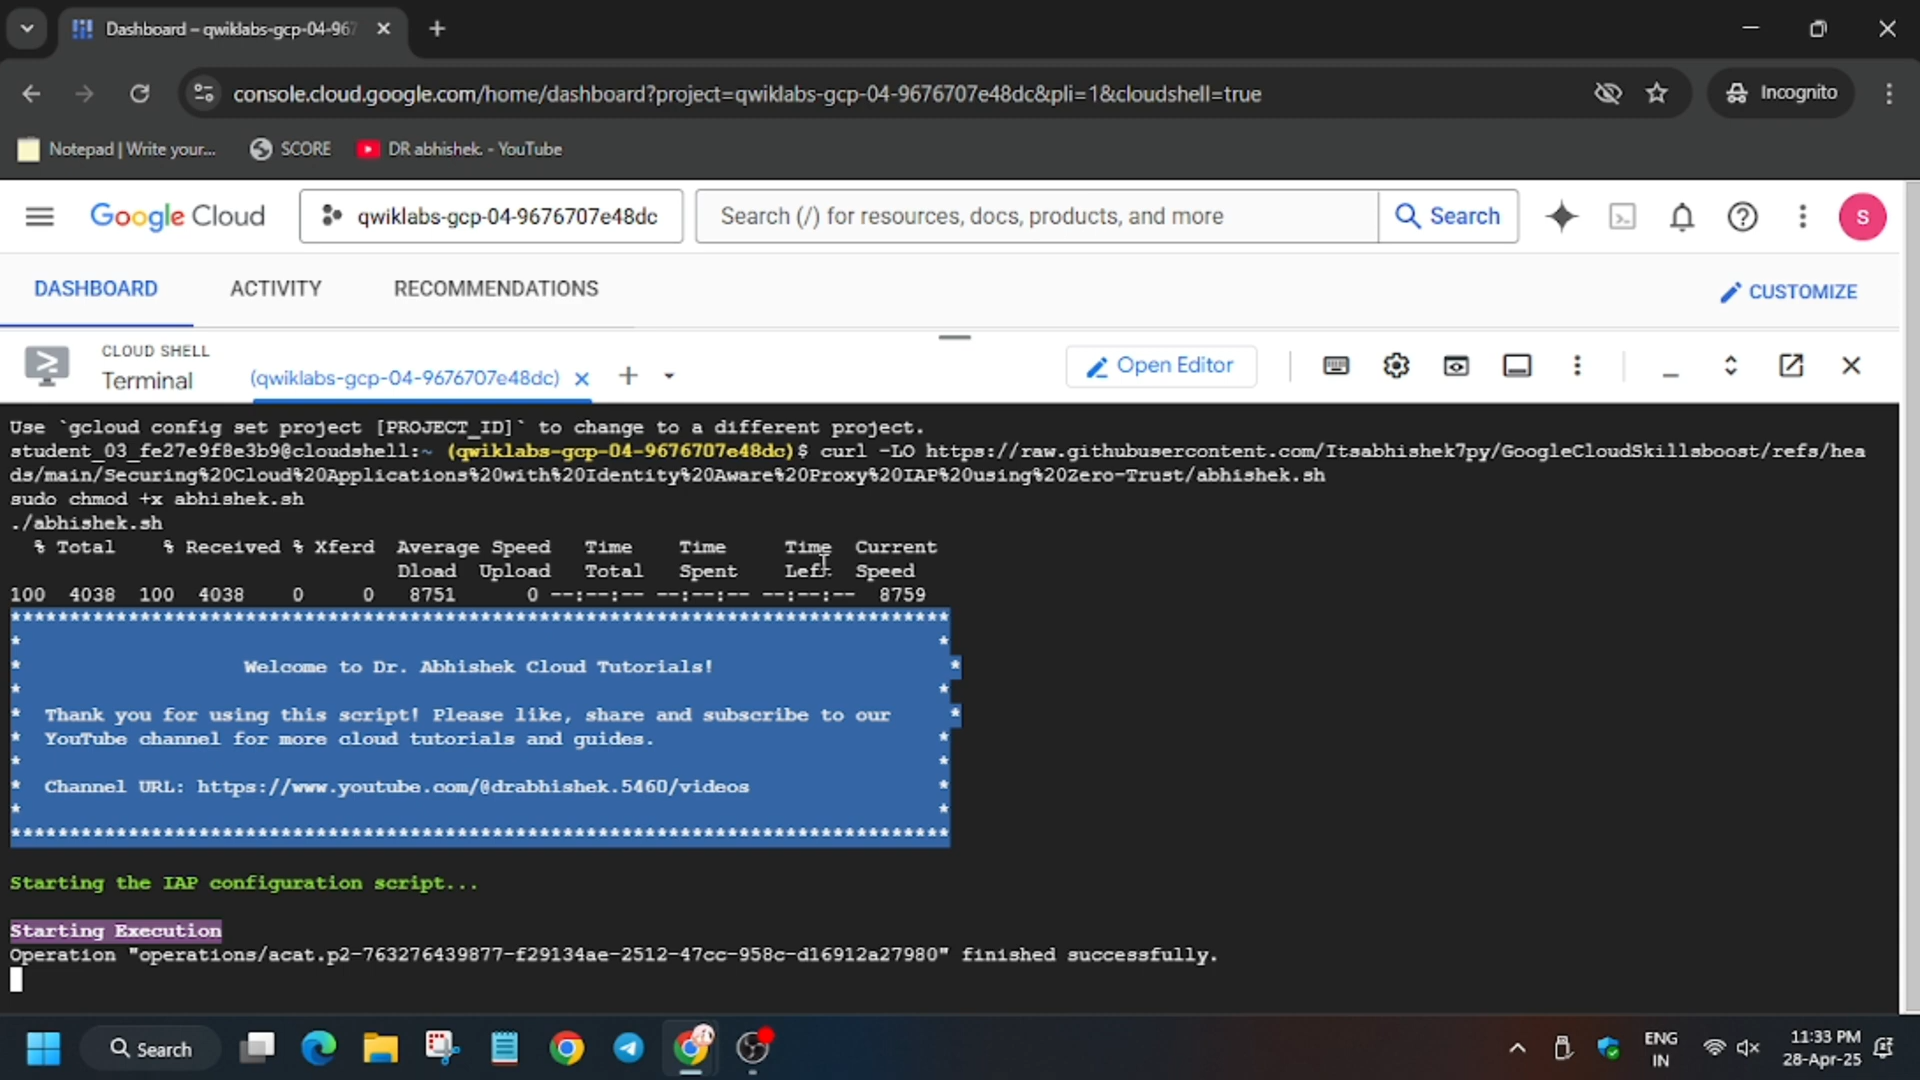 Dashboard – qwiklabs-gcp-04-967
console.cloud.google.com/home/dashboard?project=qwiklabs-gcp-04-9676707e48dc&pli=1&cloudshell=true
Incognito
Notepad | Write your...
SCORE
DR abhishek. - YouTube
Google Cloud
qwiklabs-gcp-04-9676707e48dc
Search (/) for resources, docs, products, and more
Search
S
DASHBOARD
ACTIVITY
RECOMMENDATIONS
CUSTOMIZE
CLOUD SHELL
Terminal
(qwiklabs-gcp-04-9676707e48dc)
Open Editor
Use `gcloud config set project [PROJECT_ID]` to change to a different project.
student_03_fe27e9f8e3b9@cloudshell:~ (qwiklabs-gcp-04-9676707e48dc)$ curl -LO https://raw.githubusercontent.com/Itsabhishek7py/GoogleCloudSkillsboost/refs/hea
ds/main/Securing%20Cloud%20Applications%20with%20Identity%20Aware%20Proxy%20IAP%20using%20Zero-Trust/abhishek.sh
sudo chmod +x abhishek.sh
./abhishek.sh
% Total % Received % Xferd Average Speed Time Time Time Current
Dload Upload Total Spent Left Speed
100 4038 100 4038 0 0 8751 0 --:--:-- --:--:-- --:--:-- 8759
********************************************************************************
* *
* Welcome to Dr. Abhishek Cloud Tutorials! *
* *
* Thank you for using this script! Please like, share and subscribe to our *
* YouTube channel for more cloud tutorials and guides. *
* *
* Channel URL: https://www.youtube.com/@drabhishek.5460/videos *
* *
********************************************************************************
Starting the IAP configuration script...
Starting Execution
Operation "operations/acat.p2-763276439877-f29134ae-2512-47cc-958c-d16912a27980" finished successfully.
Search
ENG
IN
11:33 PM
28-Apr-25